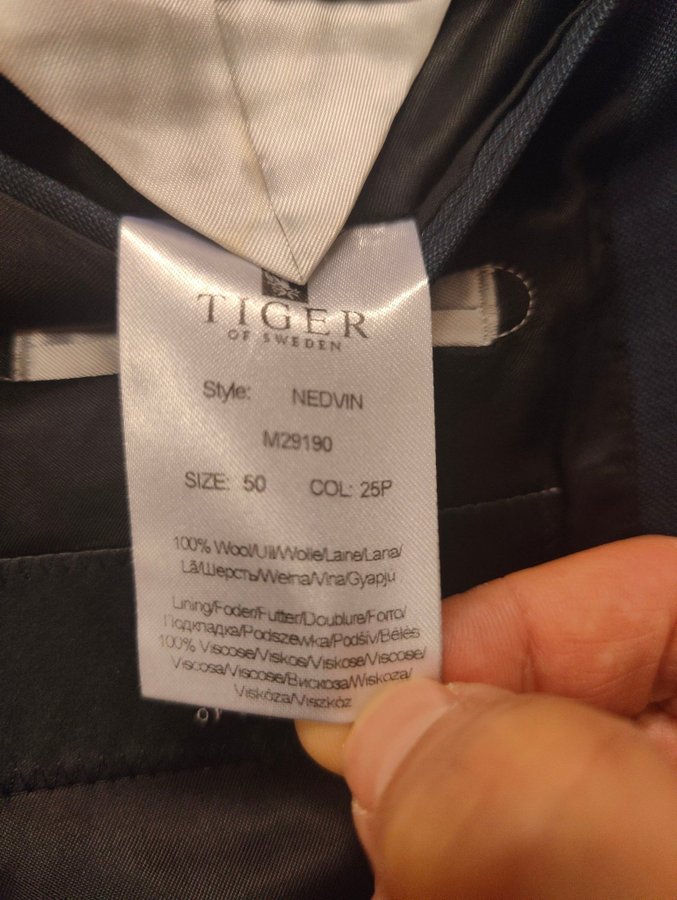 TIGER
OF SWEDEN
Style: NEDVIN
M29190
SIZE: 50 COL: 25P
100% Wool/Ull/Wolle/Laine/Lana/
Lã/Шерсть/Wełna/Vlna/Gyapjú
Lining/Foder/Futter/Doublure/Forro/
Подкладка/Podszewka/Podšív/Bélés
100% Viscose/Viskos/Viskose/Viscose/
Viscosa/Viscose/Вискоза/Wiskoza/
Viskóza/Viszkóz